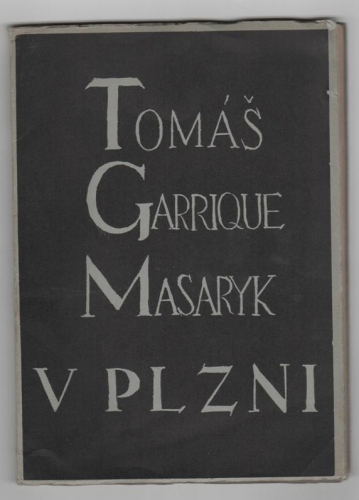 TOMÁŠ
GARRIQUE
MASARYK
V PLZNI